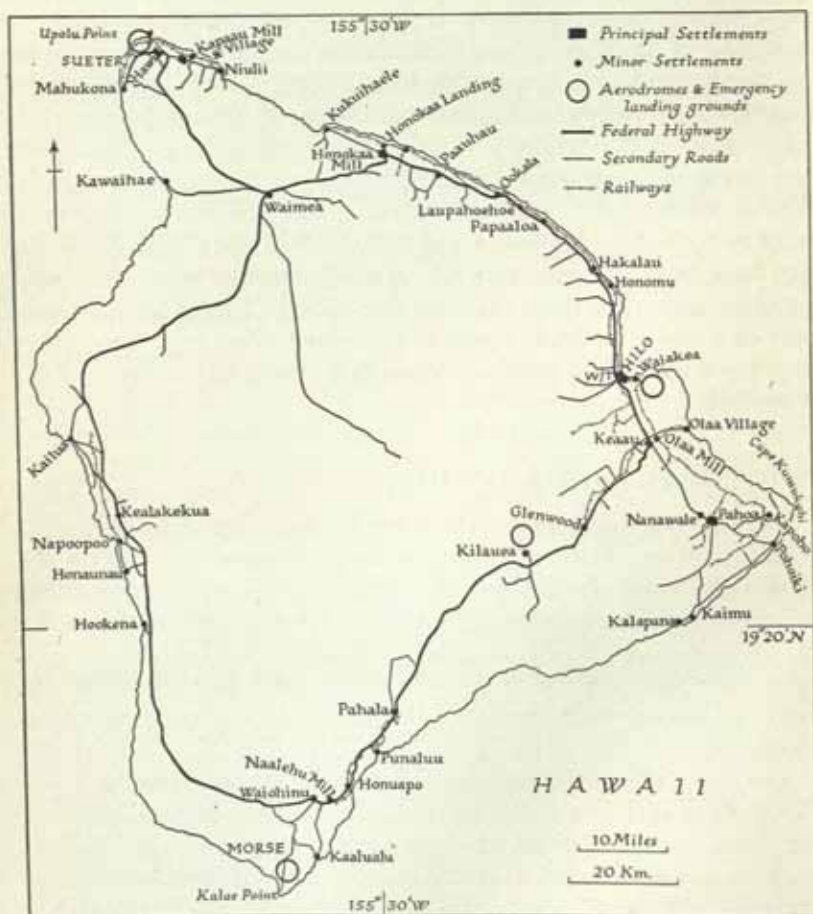 155° 30' W
Upolu Point
SUETER
Hawi
Kapaau Mill
Village
Niulii
Mahukona
Principal Settlements
Minor Settlements
Aerodromes & Emergency
landing grounds
Federal Highway
Secondary Roads
Railways
Kukuihaele
Honokaa Landing
Honokaa
Mill
Paauhau
Ookala
Kawaihae
Waimea
Laupahoehoe
Papaaloa
Hakalau
Honomu
W/T
HILO
Waiakea
Kailua
Keaau
Olaa Mill
Olaa Village
Cape Kumukahi
Kealakekua
Glenwood
Nanawale
Pahoa
Kapoho
Pohoiki
Napoopoo
Kilauea
Honaunau
Hookena
Kalapana
Kaimu
19° 20' N
Pahala
Punaluu
Naalehu Mill
Honuapo
Waiohinu
HAWAII
MORSE
Kaalualu
10 Miles
20 Km.
Kalae Point
155° 30' W